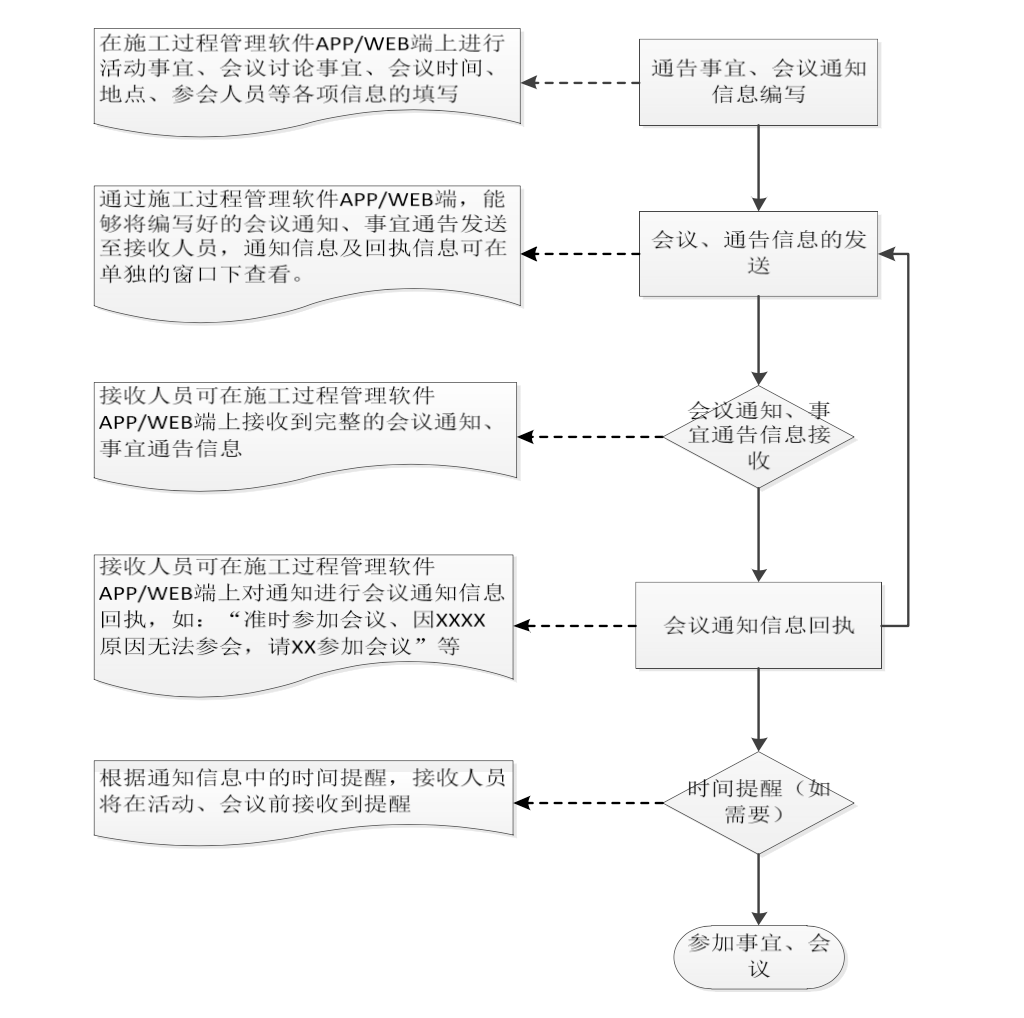 在施工过程管理软件APP/WEB端上进行
活动事宜、会议讨论事宜、会议时间、
地点、参会人员等各项信息的填写
通告事宜、会议通知
信息编写
通过施工过程管理软件APP/WEB端，能
够将编写好的会议通知、事宜通告发送
至接收人员，通知信息及回执信息可在
单独的窗口下查看。
会议、通告信息的发
送
接收人员可在施工过程管理软件
APP/WEB端上接收到完整的会议通知、
事宜通告信息
会议通知、事
宜通告信息接
收
接收人员可在施工过程管理软件
APP/WEB端上对通知进行会议通知信息
回执，如：“准时参加会议、因XXXX
原因无法参会，请XX参加会议”等
会议通知信息回执
根据通知信息中的时间提醒，接收人员
将在活动、会议前接收到提醒
时间提醒（如
需要）
参加事宜、会
议